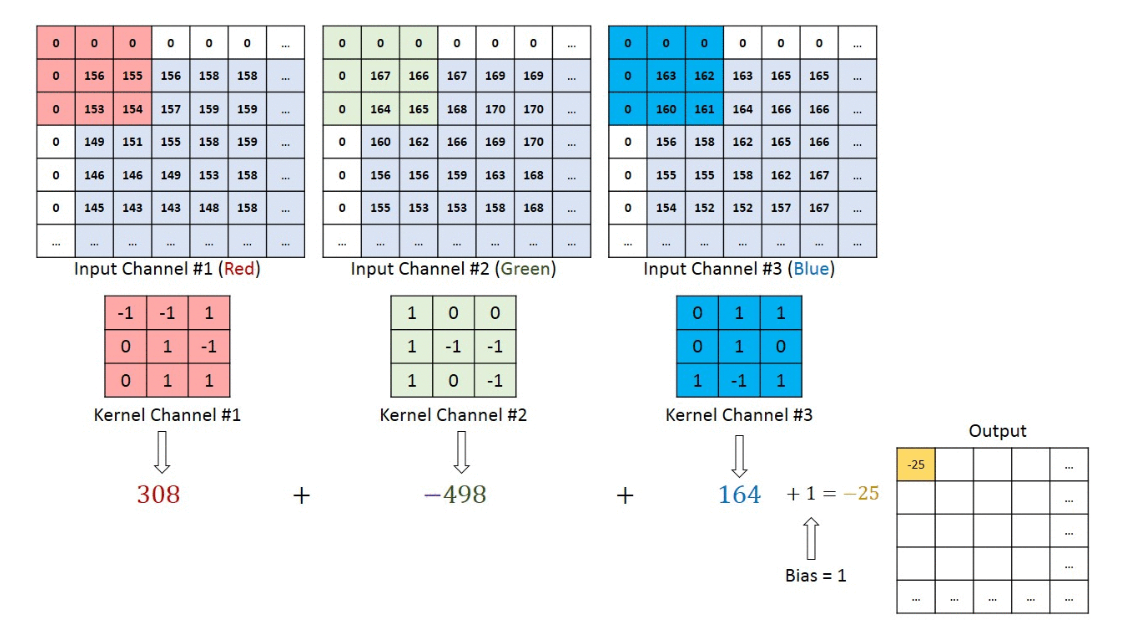 0 0 0 0 0 0 ... 0 0 0 0 0 0 ... 0 0 0 0 0 0 ...
0 156 155 156 158 158 ... 0 167 166 167 169 169 ... 0 163 162 163 165 165 ...
0 153 154 157 159 159 ... 0 164 165 168 170 170 ... 0 160 161 164 166 166 ...
0 149 151 155 158 159 ... 0 160 162 166 169 170 ... 0 156 158 162 165 166 ...
0 146 146 149 153 158 ... 0 156 156 159 163 168 ... 0 155 155 158 162 167 ...
0 145 143 143 148 158 ... 0 155 153 153 158 168 ... 0 154 152 152 157 167 ...
... ... ... ... ... ... ... ... ... ... ... ... ... ... ... ... ... ... ... ... ...
Input Channel #1 (Red) Input Channel #2 (Green) Input Channel #3 (Blue)
-1 -1 1 1 0 0 0 1 1
0 1 -1 1 -1 -1 0 1 0
0 1 1 1 0 -1 1 -1 1
Kernel Channel #1 Kernel Channel #2 Kernel Channel #3
308 + −498 + 164 + 1 = −25
Bias = 1
Output
-25 ...
...
...
...
... ... ... ... ...